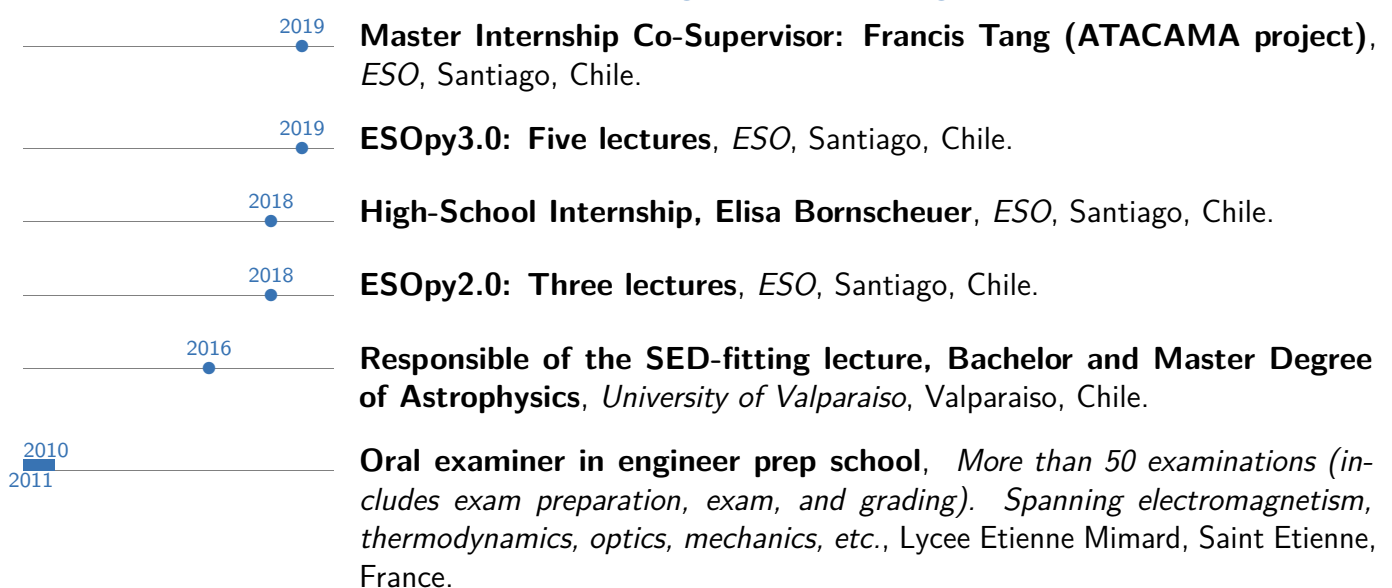 2019
Master Internship Co-Supervisor: Francis Tang (ATACAMA project),
ESO, Santiago, Chile.
2019
ESOpy3.0: Five lectures, ESO, Santiago, Chile.
2018
High-School Internship, Elisa Bornscheuer, ESO, Santiago, Chile.
2018
ESOpy2.0: Three lectures, ESO, Santiago, Chile.
2016
Responsible of the SED-fitting lecture, Bachelor and Master Degree
of Astrophysics, University of Valparaiso, Valparaiso, Chile.
2010
2011
Oral examiner in engineer prep school, More than 50 examinations (in-
cludes exam preparation, exam, and grading). Spanning electromagnetism,
thermodynamics, optics, mechanics, etc., Lycee Etienne Mimard, Saint Etienne,
France.